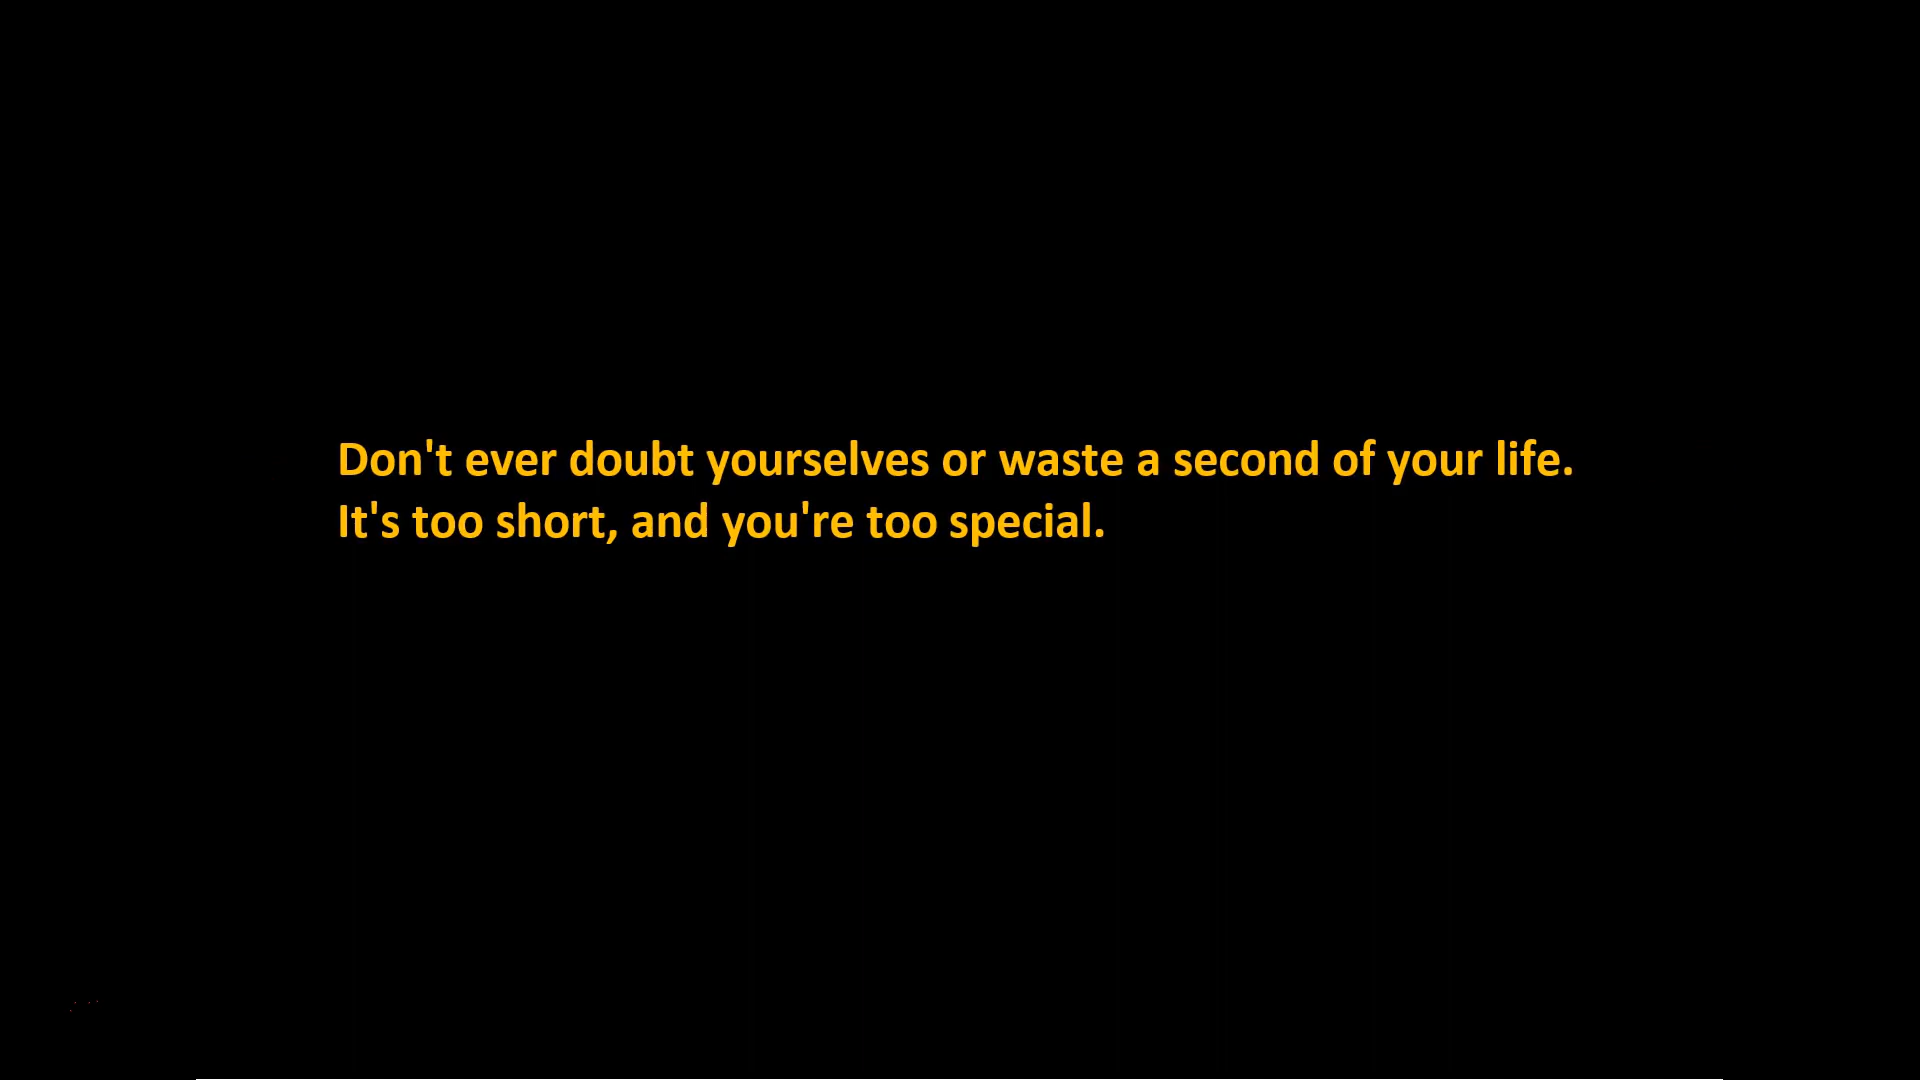 Don't ever doubt yourselves or waste a second of your life.
It's too short, and you're too special.